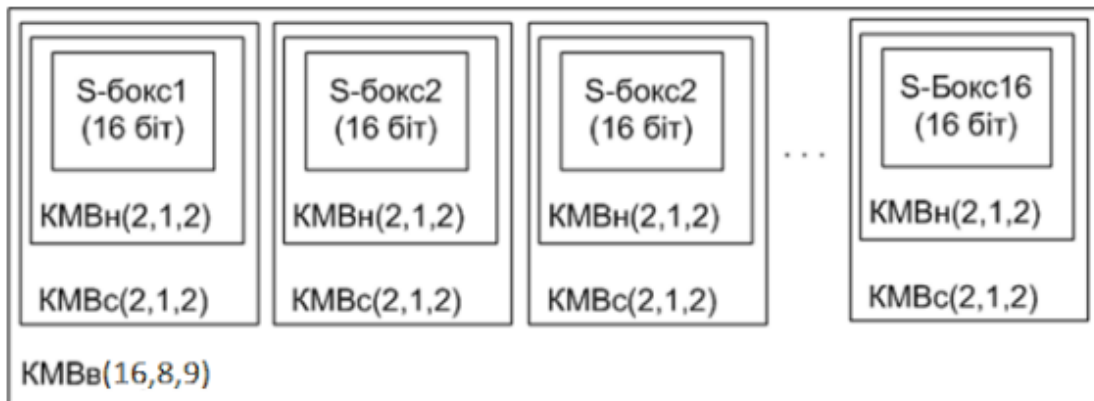 S-бокс1
(16 біт)
КМВн(2,1,2)
КМВс(2,1,2)
S-бокс2
(16 біт)
КМВн(2,1,2)
КМВс(2,1,2)
S-бокс2
(16 біт)
КМВн(2,1,2)
КМВс(2,1,2)
...
S-Бокс16
(16 біт)
КМВн(2,1,2)
КМВс(2,1,2)
КМВв(16,8,9)